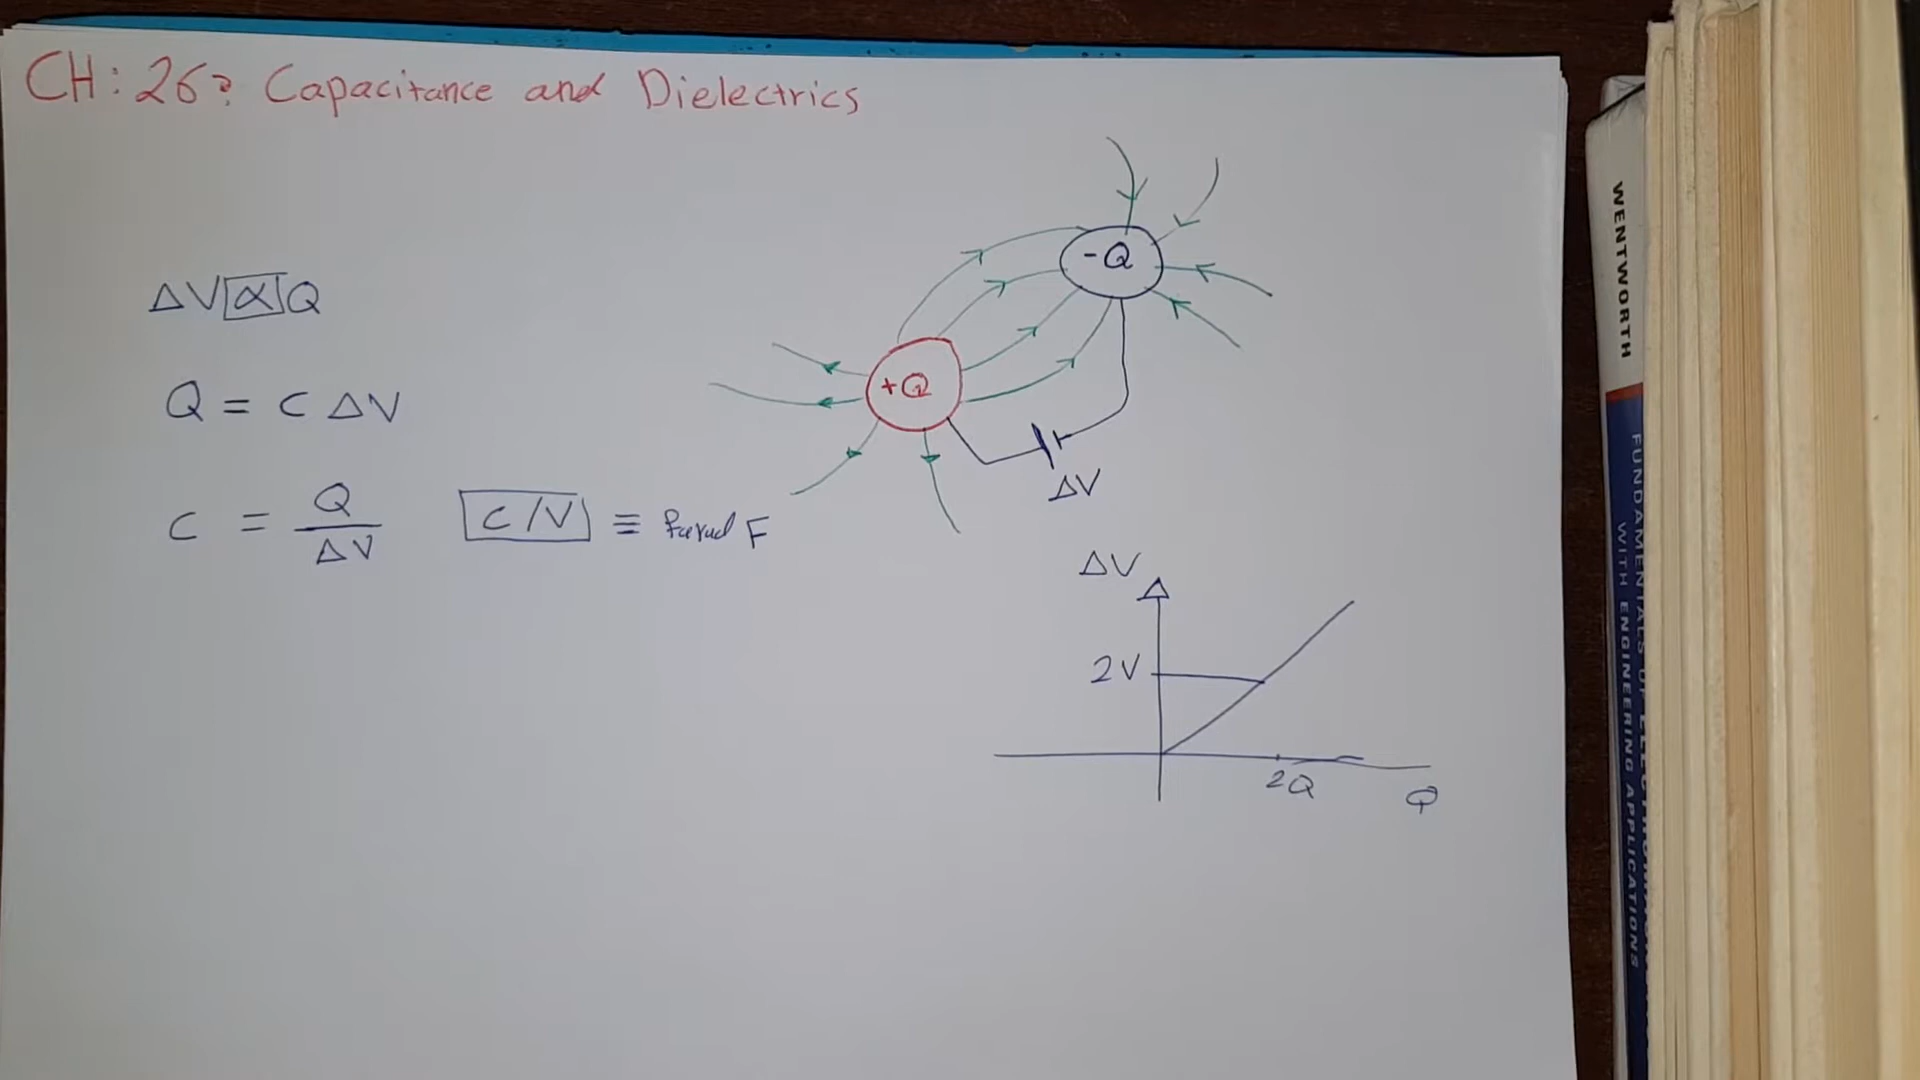 CH: 26: Capacitance and Dielectrics
ΔV α Q
Q = C ΔV
C = Q / ΔV C/V ≡ farad F
+Q
-Q
ΔV
ΔV
2V
2Q
Q
WENTWORTH
FUNDAMENTALS OF ELECTROMAGNETICS
WITH ENGINEERING APPLICATIONS